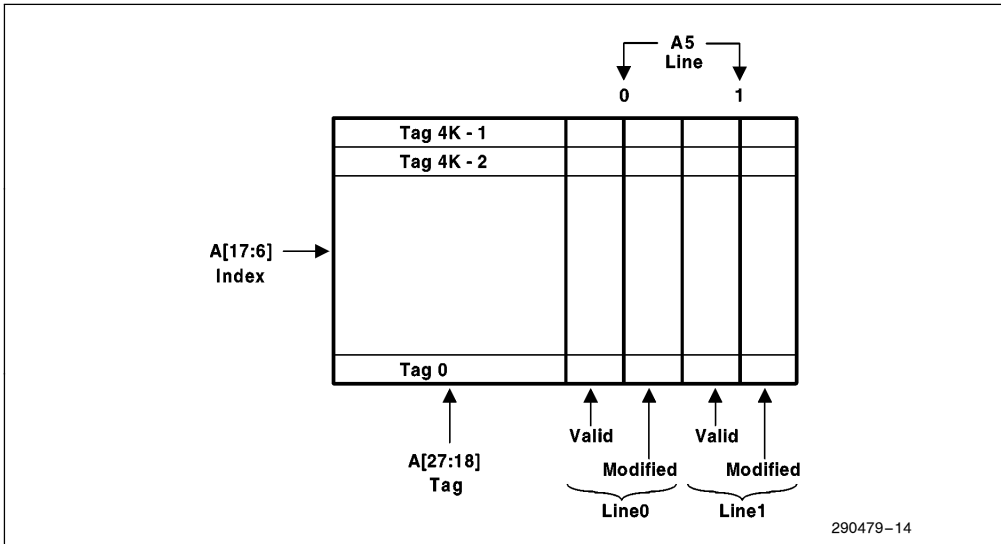 A5
Line
0 1
Tag 4K - 1
Tag 4K - 2
A[17:6]
Index
Tag 0
Valid Valid
A[27:18]
Tag
Modified Modified
Line0 Line1
290479-14